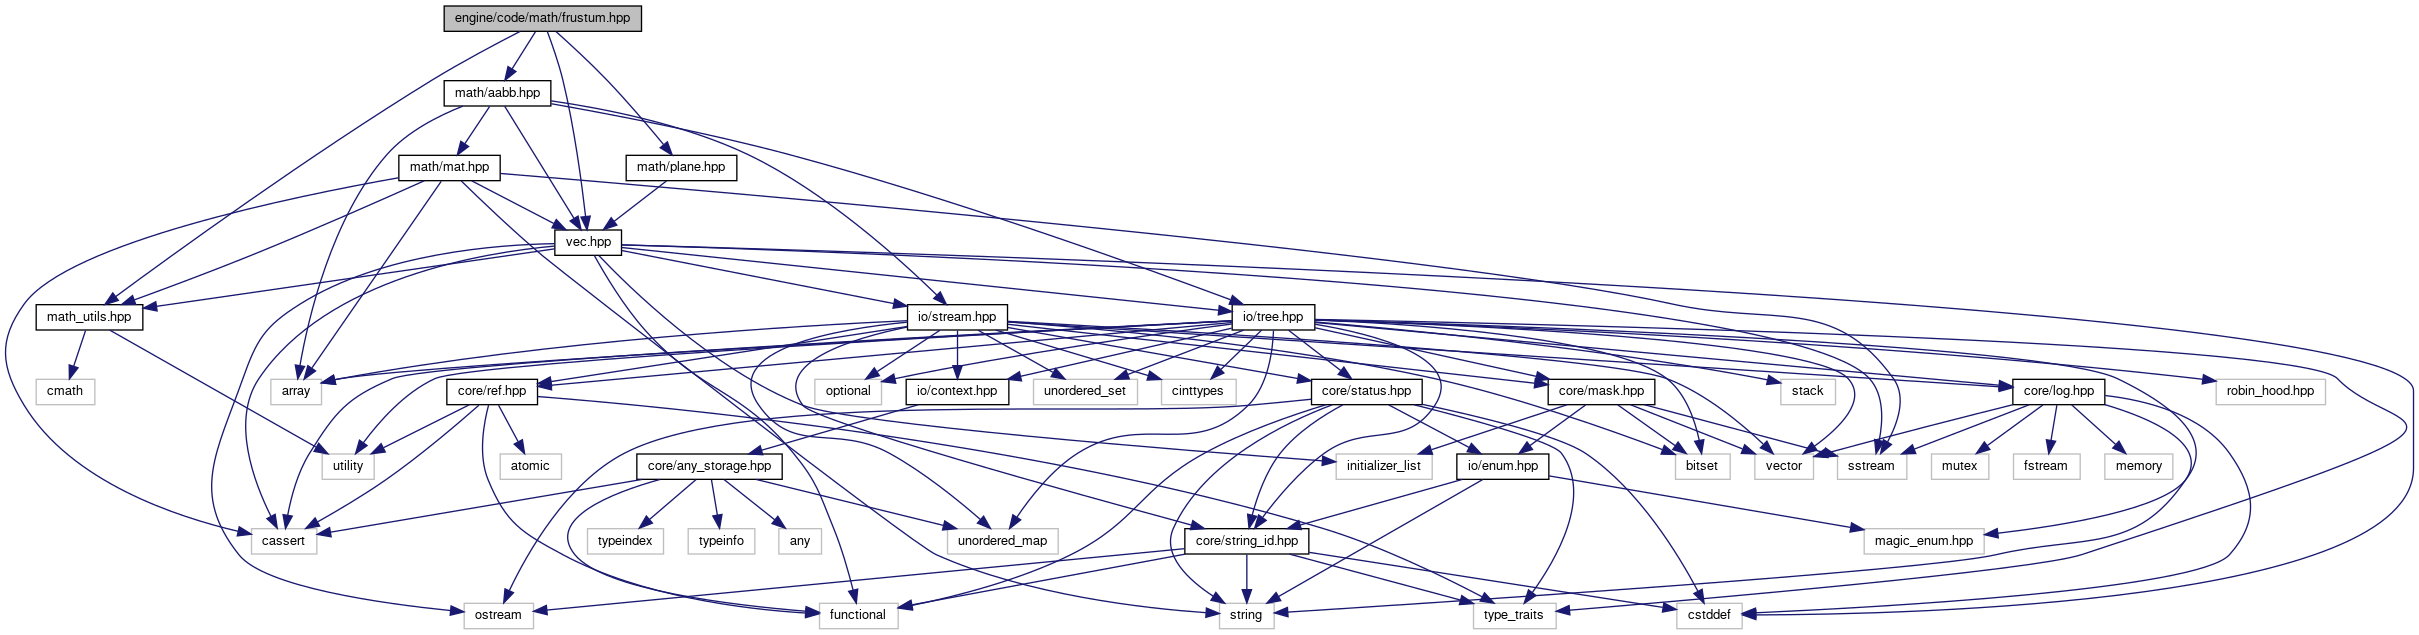 engine/code/math/frustum.hpp
math/aabb.hpp
math/mat.hpp
math/plane.hpp
vec.hpp
math_utils.hpp
io/stream.hpp
io/tree.hpp
cmath
array
core/ref.hpp
optional
io/context.hpp
unordered_set
cinttypes
core/status.hpp
core/mask.hpp
stack
core/log.hpp
robin_hood.hpp
utility
atomic
core/any_storage.hpp
initializer_list
io/enum.hpp
bitset
vector
sstream
mutex
fstream
memory
cassert
typeindex
typeinfo
any
unordered_map
core/string_id.hpp
magic_enum.hpp
ostream
functional
string
type_traits
cstddef